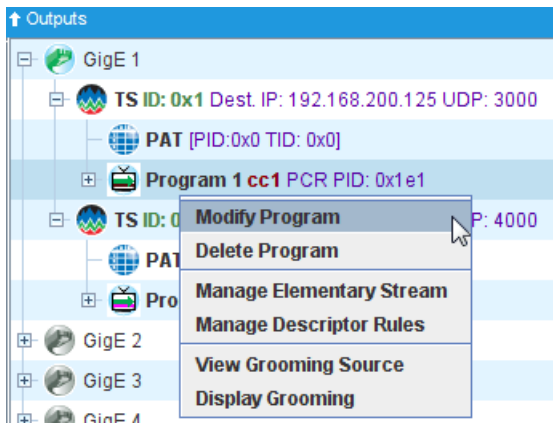 Outputs
GigE 1
TS ID: 0x1 Dest. IP: 192.168.200.125 UDP: 3000
PAT [PID:0x0 TID: 0x0]
Program 1 cc1 PCR PID: 0x1e1
TS ID: 0 P: 4000
Modify Program
PAT
Delete Program
Pro
Manage Elementary Stream
Manage Descriptor Rules
GigE 2
View Grooming Source
GigE 3
Display Grooming
GigE 4